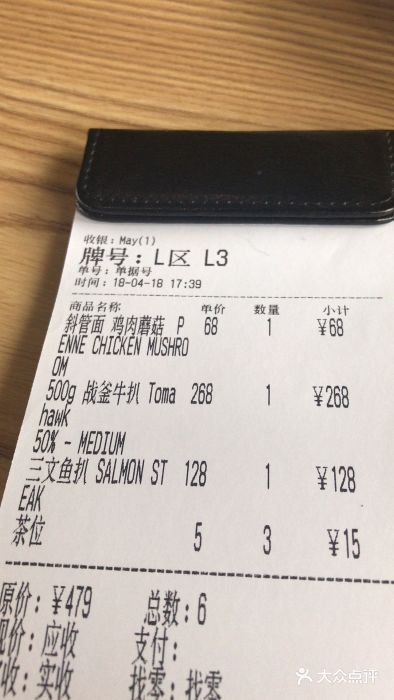 收银：May(1)
牌号：L区 L3
单号：单据号
时间：18-04-18 17:39
商品名称 单价 数量 小计
斜管面 鸡肉蘑菇 P 68 1 ¥68
ENNE CHICKEN MUSHRO
OM
500g 战斧牛扒 Toma 268 1 ¥268
hawk
50% - MEDIUM
三文鱼扒 SALMON ST 128 1 ¥128
EAK
茶位 5 3 ¥15
原价：¥479 总数：6
现价：应收 支付：
实收 找零：找零
大众点评